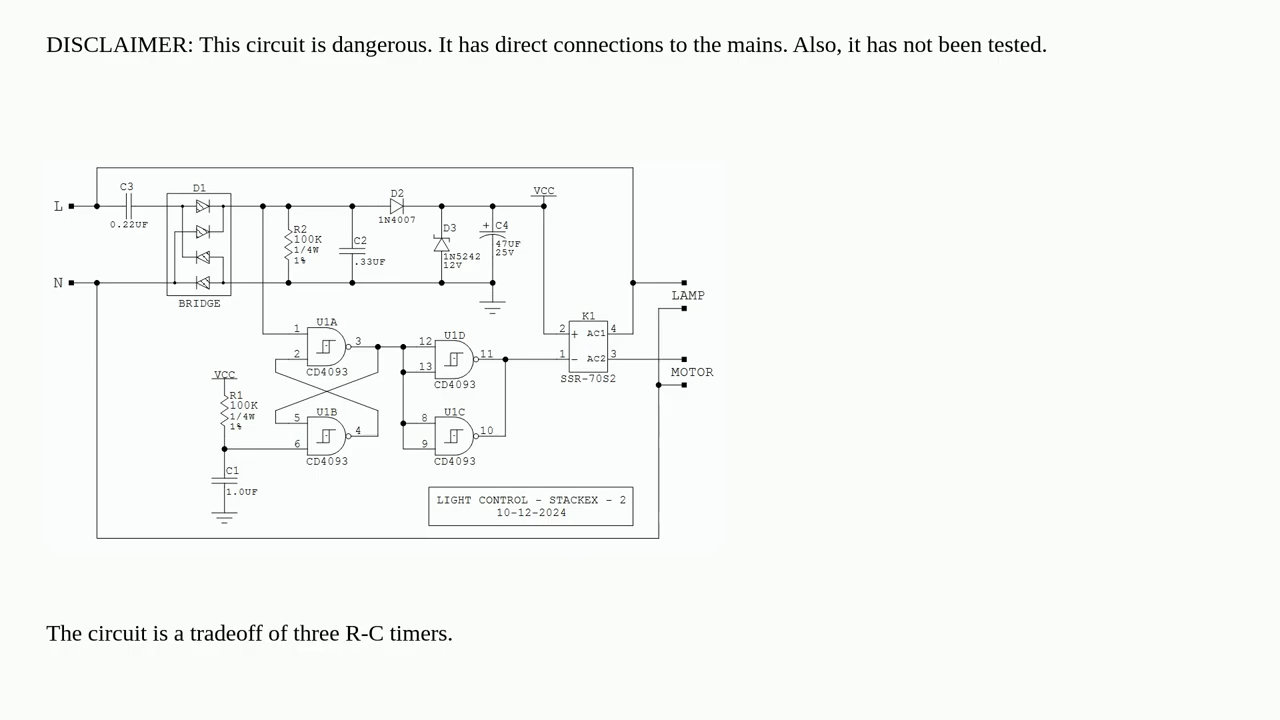 DISCLAIMER: This circuit is dangerous. It has direct connections to the mains. Also, it has not been tested.
C3
D1
D2
VCC
L
0.22UF
1N4007
R2
100K
1/4W
1%
C2
.33UF
D3
1N5242
12V
+ C4
47UF
25V
N
BRIDGE
LAMP
U1A
1
2
3
CD4093
U1D
12
13
11
CD4093
K1
2 + AC1 4
1 - AC2 3
SSR-70S2
MOTOR
VCC
R1
100K
1/4W
1%
U1B
5
6
4
CD4093
U1C
8
9
10
CD4093
C1
1.0UF
LIGHT CONTROL - STACKEX - 2
10-12-2024
The circuit is a tradeoff of three R-C timers.